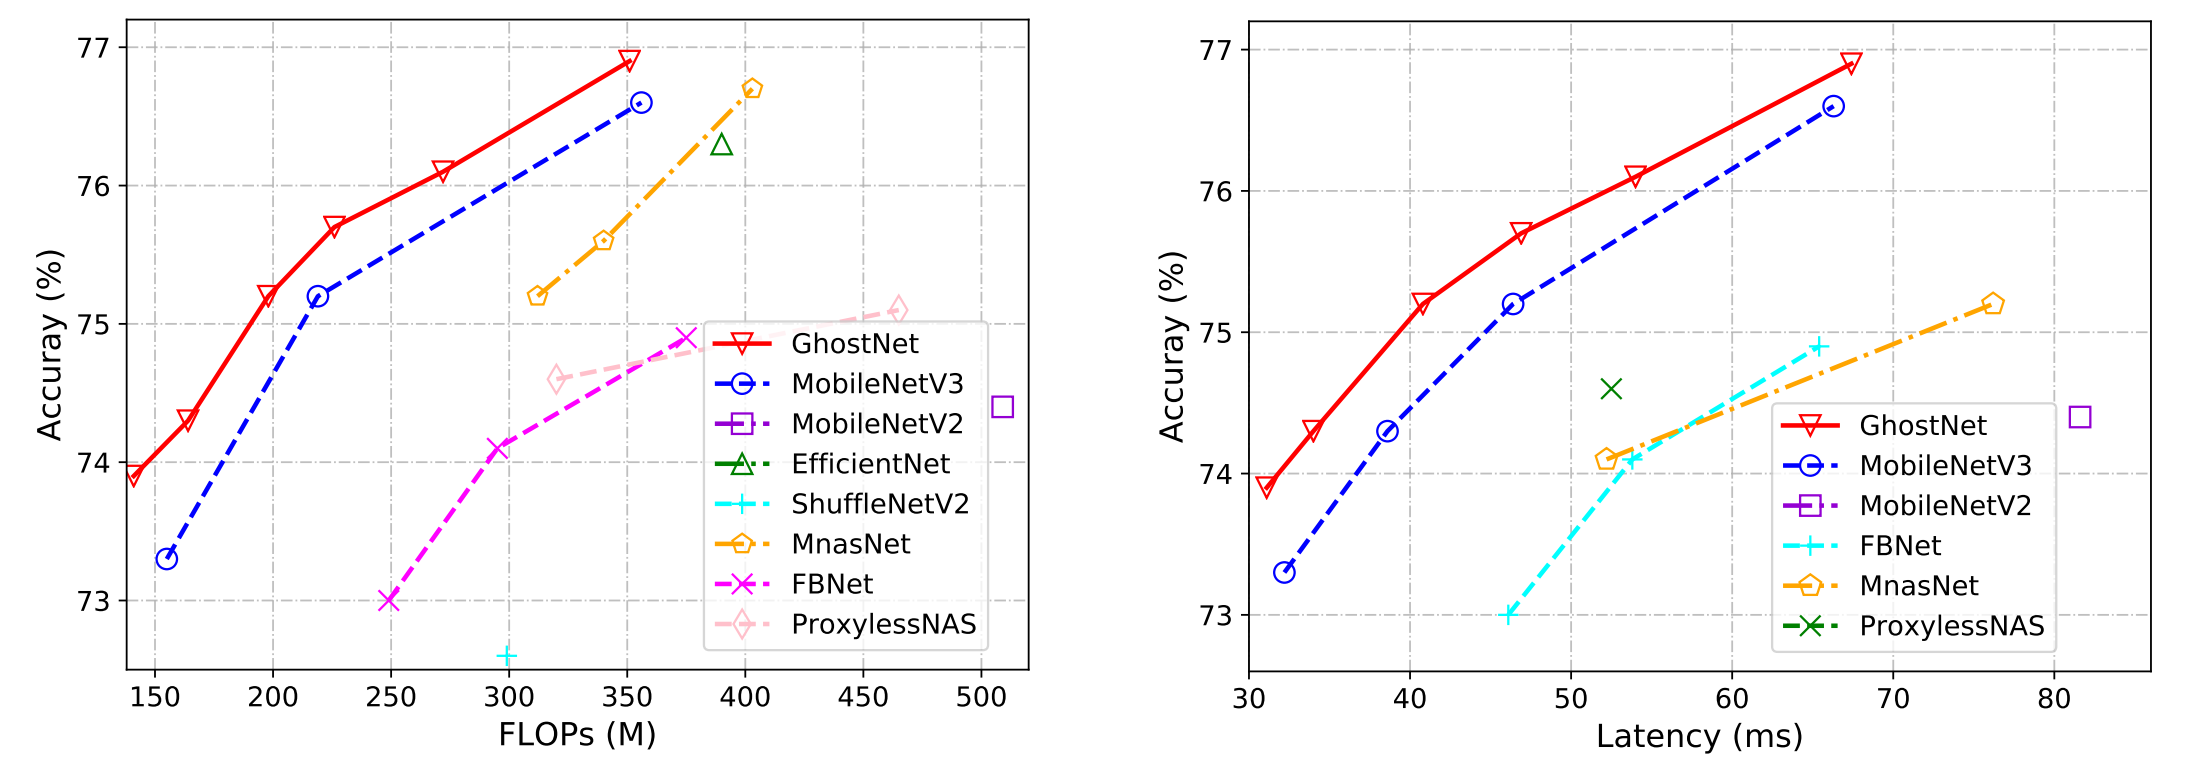 77
76
75
74
73
Accuray (%)
150 200 250 300 350 400 450 500
FLOPs (M)
GhostNet
MobileNetV3
MobileNetV2
EfficientNet
ShuffleNetV2
MnasNet
FBNet
ProxylessNAS
77
76
75
74
73
Accuray (%)
30 40 50 60 70 80
Latency (ms)
GhostNet
MobileNetV3
MobileNetV2
FBNet
MnasNet
ProxylessNAS